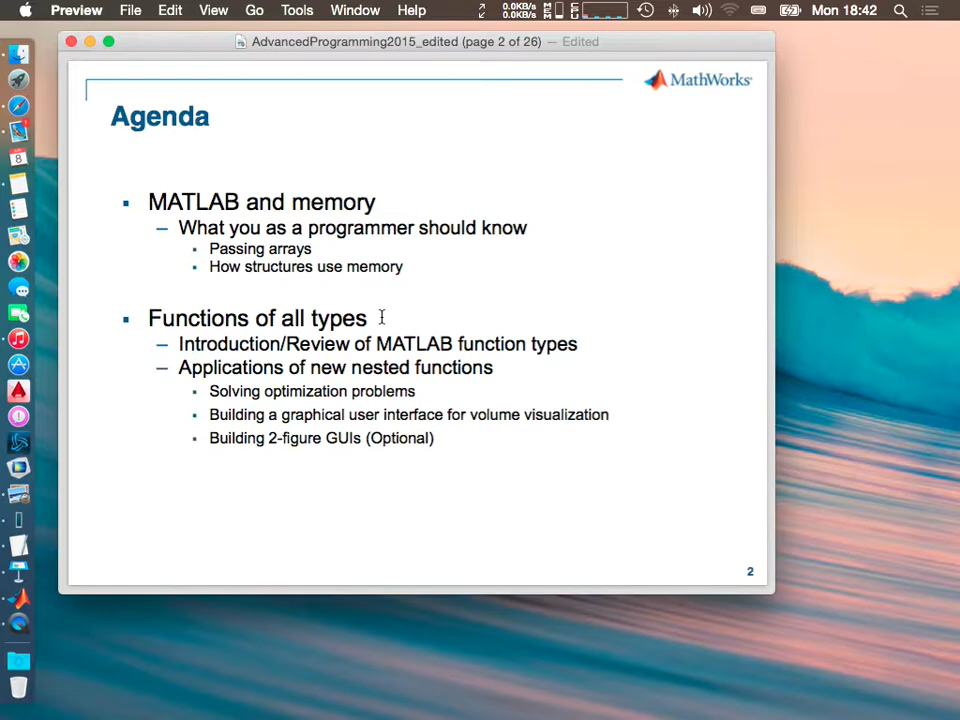 Preview File Edit View Go Tools Window Help 0.0KB/s 0.0KB/s Mon 18:42
AdvancedProgramming2015_edited (page 2 of 26) — Edited
MathWorks
Agenda
MATLAB and memory
– What you as a programmer should know
Passing arrays
How structures use memory
Functions of all types
– Introduction/Review of MATLAB function types
– Applications of new nested functions
Solving optimization problems
Building a graphical user interface for volume visualization
Building 2-figure GUIs (Optional)
2
8